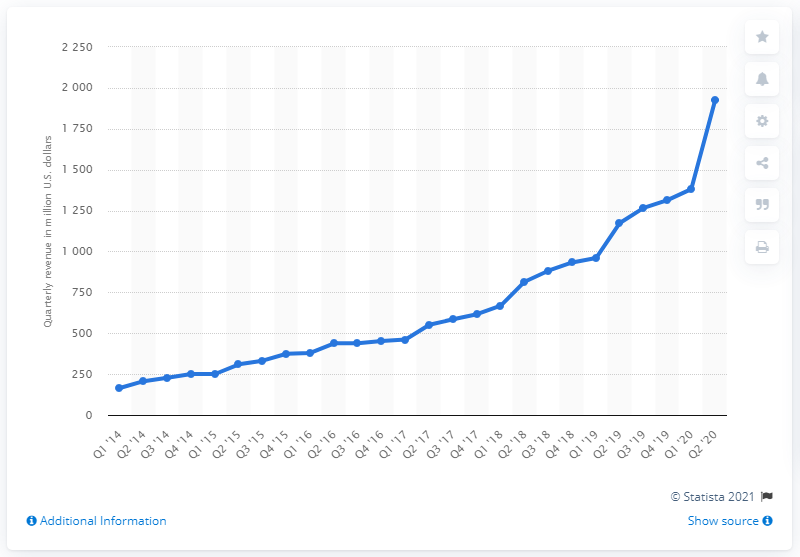 2 250
2 000
1 750
1 500
1 250
1 000
750
500
250
0
Quarterly revenue in million U.S. dollars
Q1 '14
Q2 '14
Q3 '14
Q4 '14
Q1 '15
Q2 '15
Q3 '15
Q4 '15
Q1 '16
Q2 '16
Q3 '16
Q4 '16
Q1 '17
Q2 '17
Q3 '17
Q4 '17
Q1 '18
Q2 '18
Q3 '18
Q4 '18
Q1 '19
Q2 '19
Q3 '19
Q4 '19
Q1 '20
Q2 '20
© Statista 2021
Additional Information
Show source